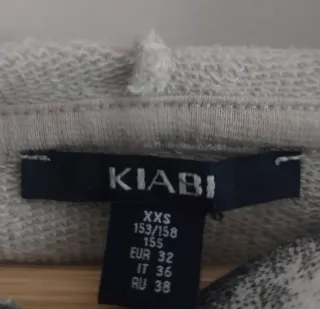 KIABI
XXS
153/158
155
EUR 32
IT 36
RU 38